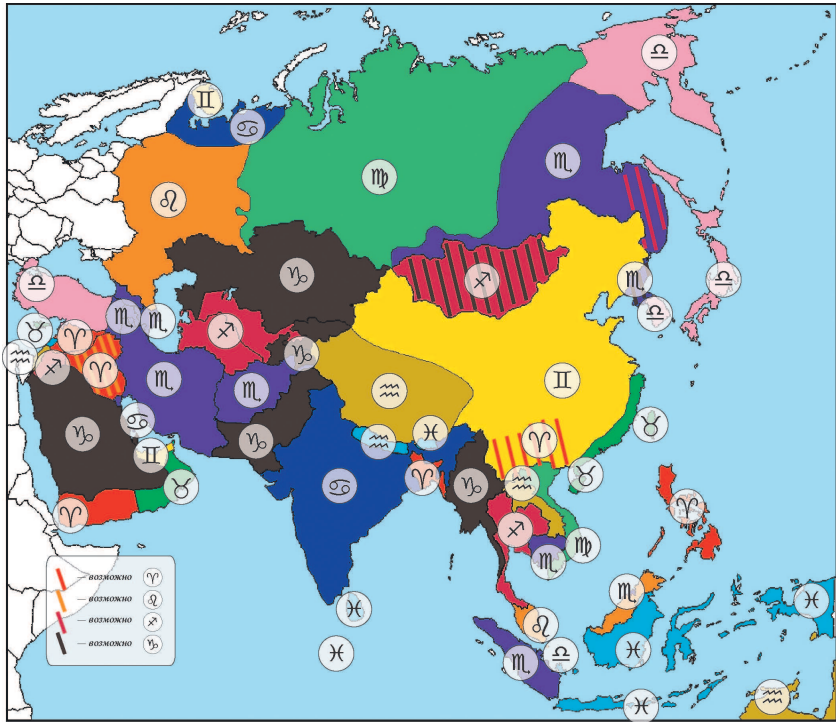 — возможно ♈
— возможно ♌
— возможно ♐
— возможно ♑